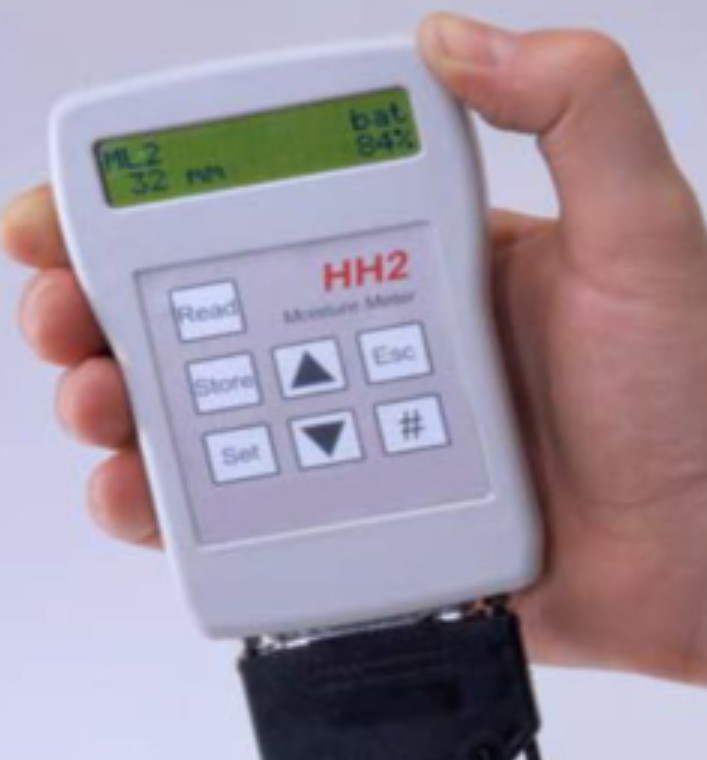 ML2 bat
32 mm 84%
HH2
Moisture Meter
Read
Store
Esc
Set
#